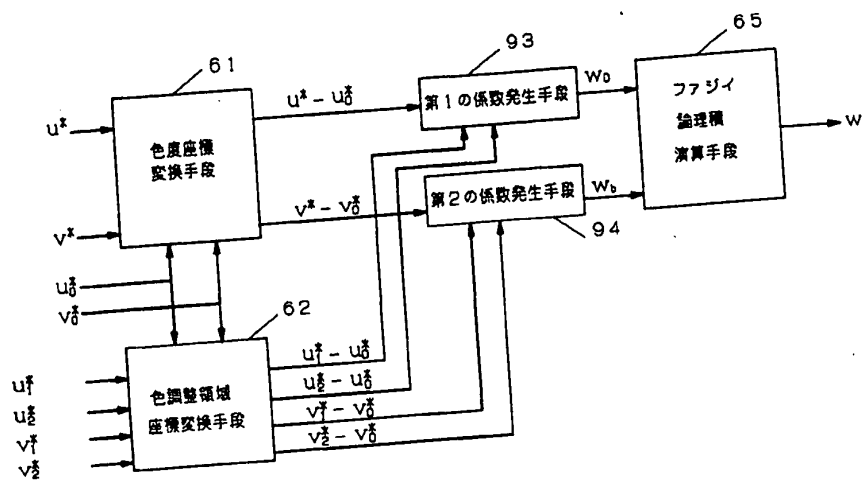 61
93
65
u*
v*
色度座標
変換手段
u* − u₀*
v* − v₀*
第1の係数発生手段
第2の係数発生手段
94
W₀
W_b
ファジイ
論理積
演算手段
W
u₀*
v₀*
62
u₁*
u₂*
v₁*
v₂*
色調整領域
座標変換手段
u₁* − u₀*
u₂* − u₀*
v₁* − v₀*
v₂* − v₀*